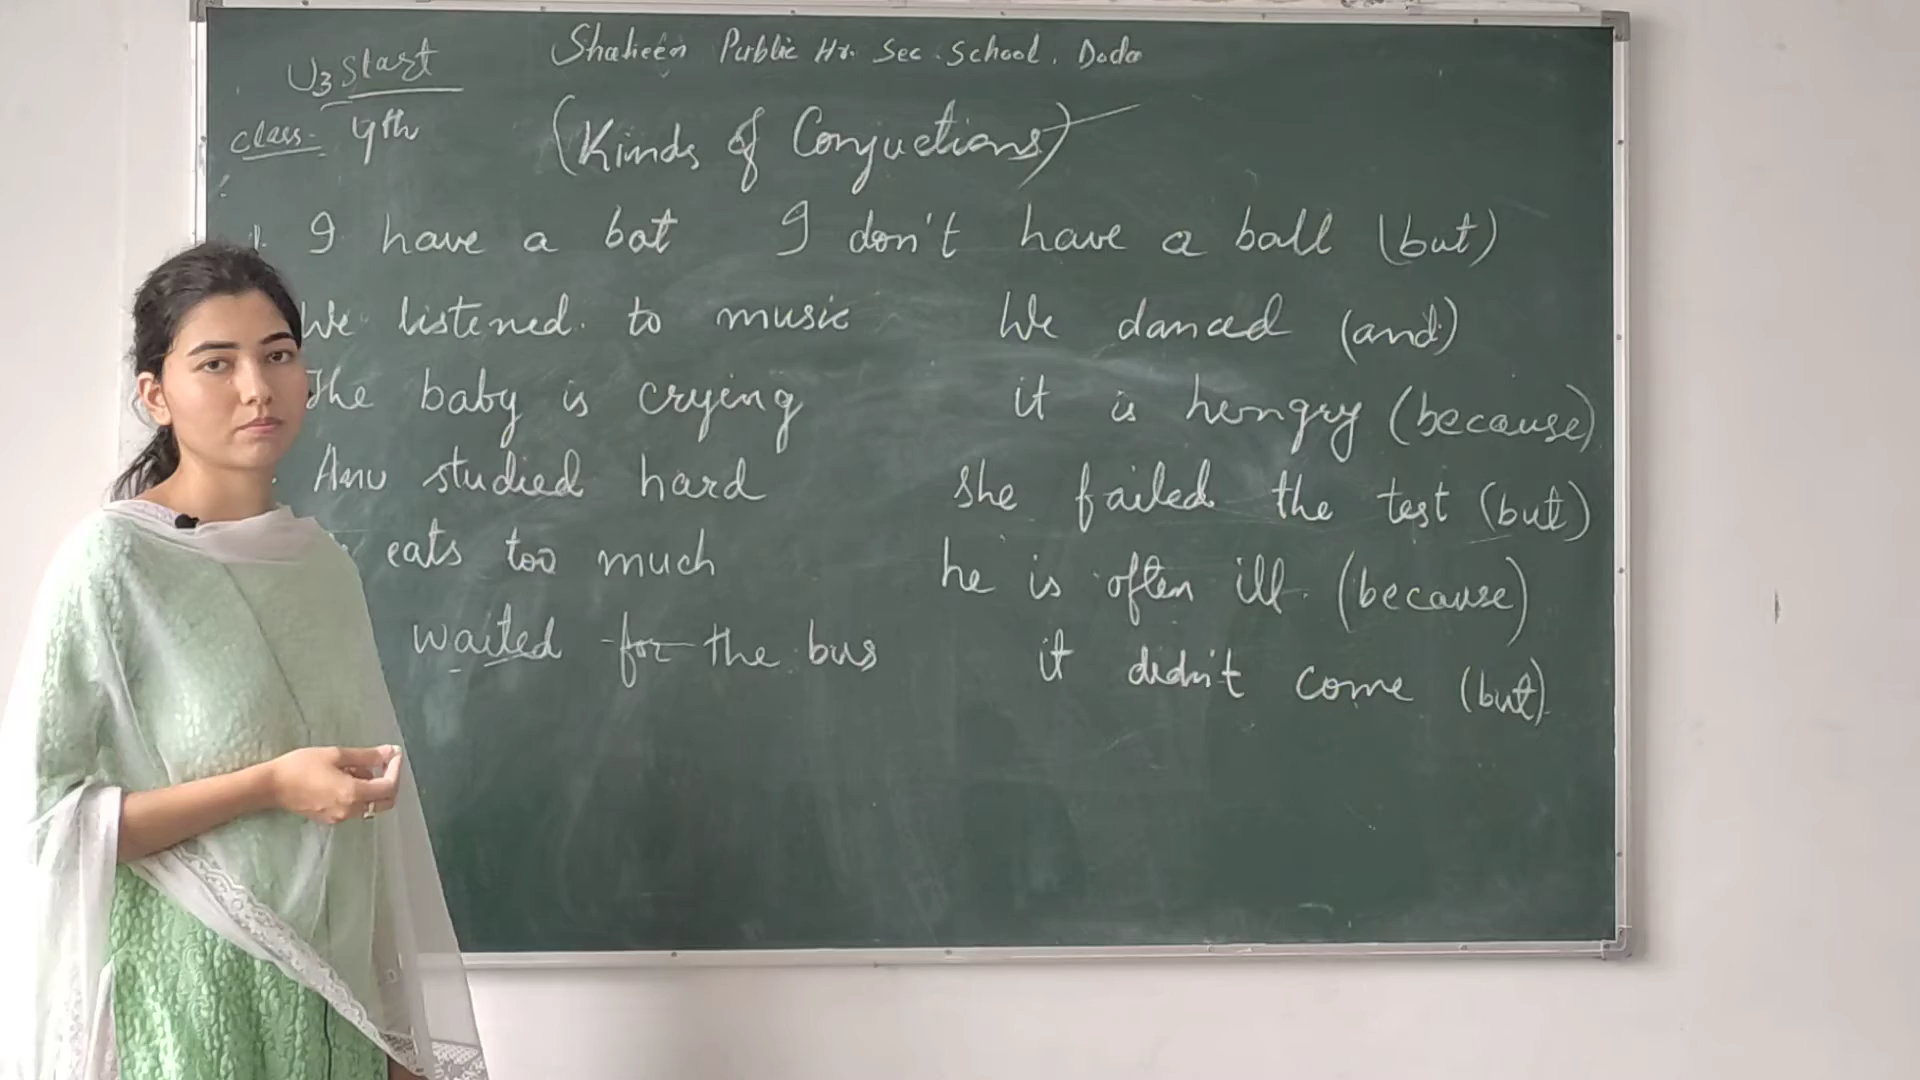 U3 Start
Shaheen Public Hr. Sec. School. Doda
class:- 9th
(Kinds of Conjuctions)
1. I have a bat I don't have a ball (but)
We listened to music We danced (and)
The baby is crying it is hungry (because)
Anu studied hard she failed the test (but)
eats too much he is often ill. (because)
waited for the bus it didn't come (but).